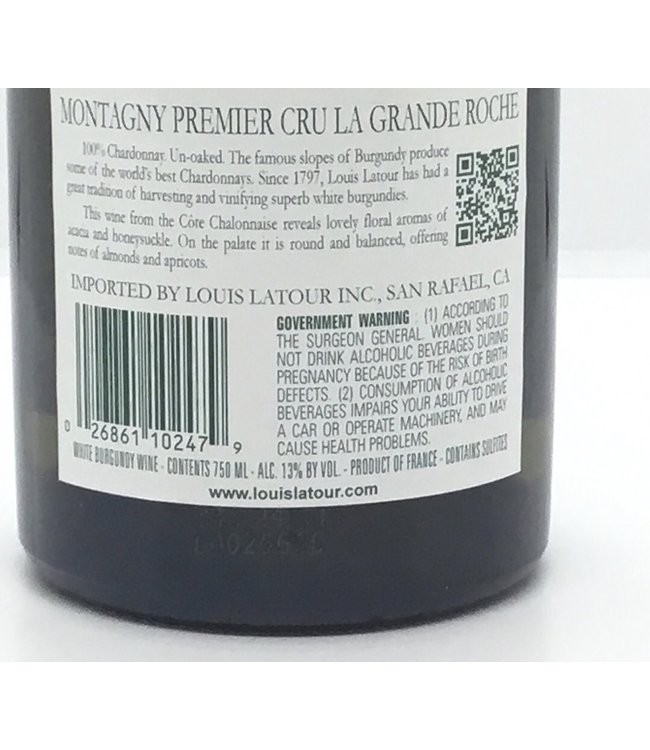 MONTAGNY PREMIER CRU LA GRANDE ROCHE
100% Chardonnay. Un-oaked. The famous slopes of Burgundy produce
some of the world's best Chardonnays. Since 1797, Louis Latour has had a
great tradition of harvesting and vinifying superb white burgundies.
This wine from the Côte Chalonnaise reveals lovely floral aromas of
acacia and honeysuckle. On the palate it is round and balanced, offering
notes of almonds and apricots.
IMPORTED BY LOUIS LATOUR INC., SAN RAFAEL, CA
GOVERNMENT WARNING : (1) ACCORDING TO
THE SURGEON GENERAL, WOMEN SHOULD
NOT DRINK ALCOHOLIC BEVERAGES DURING
PREGNANCY BECAUSE OF THE RISK OF BIRTH
DEFECTS. (2) CONSUMPTION OF ALCOHOLIC
BEVERAGES IMPAIRS YOUR ABILITY TO DRIVE
A CAR OR OPERATE MACHINERY, AND MAY
CAUSE HEALTH PROBLEMS.
0 26861 10247 9
WHITE BURGUNDY WINE - CONTENTS 750 ML - ALC. 13% BY VOL. - PRODUCT OF FRANCE - CONTAINS SULFITES
www.louislatour.com